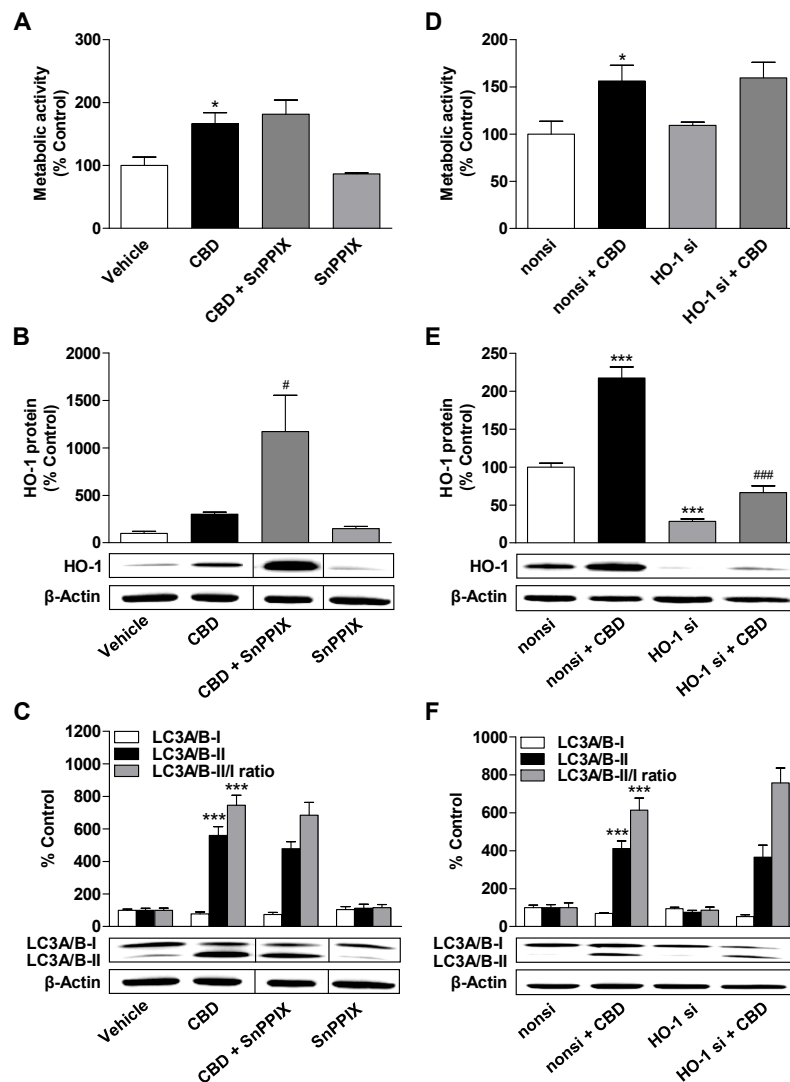 A
Metabolic activity
(% Control)
300
200
100
0
*
Vehicle
CBD
CBD + SnPPIX
SnPPIX
D
Metabolic activity
(% Control)
200
150
100
50
0
*
nonsi
nonsi + CBD
HO-1 si
HO-1 si + CBD
B
HO-1 protein
(% Control)
2000
1500
1000
500
0
#
HO-1
β-Actin
Vehicle
CBD
CBD + SnPPIX
SnPPIX
E
HO-1 protein
(% Control)
250
200
150
100
50
0
***
***
###
HO-1
β-Actin
nonsi
nonsi + CBD
HO-1 si
HO-1 si + CBD
C
% Control
1200
1000
800
600
400
200
0
LC3A/B-I
LC3A/B-II
LC3A/B-II/I ratio
***
***
LC3A/B-I
LC3A/B-II
β-Actin
Vehicle
CBD
CBD + SnPPIX
SnPPIX
F
% Control
1000
800
600
400
200
0
LC3A/B-I
LC3A/B-II
LC3A/B-II/I ratio
***
***
LC3A/B-I
LC3A/B-II
β-Actin
nonsi
nonsi + CBD
HO-1 si
HO-1 si + CBD